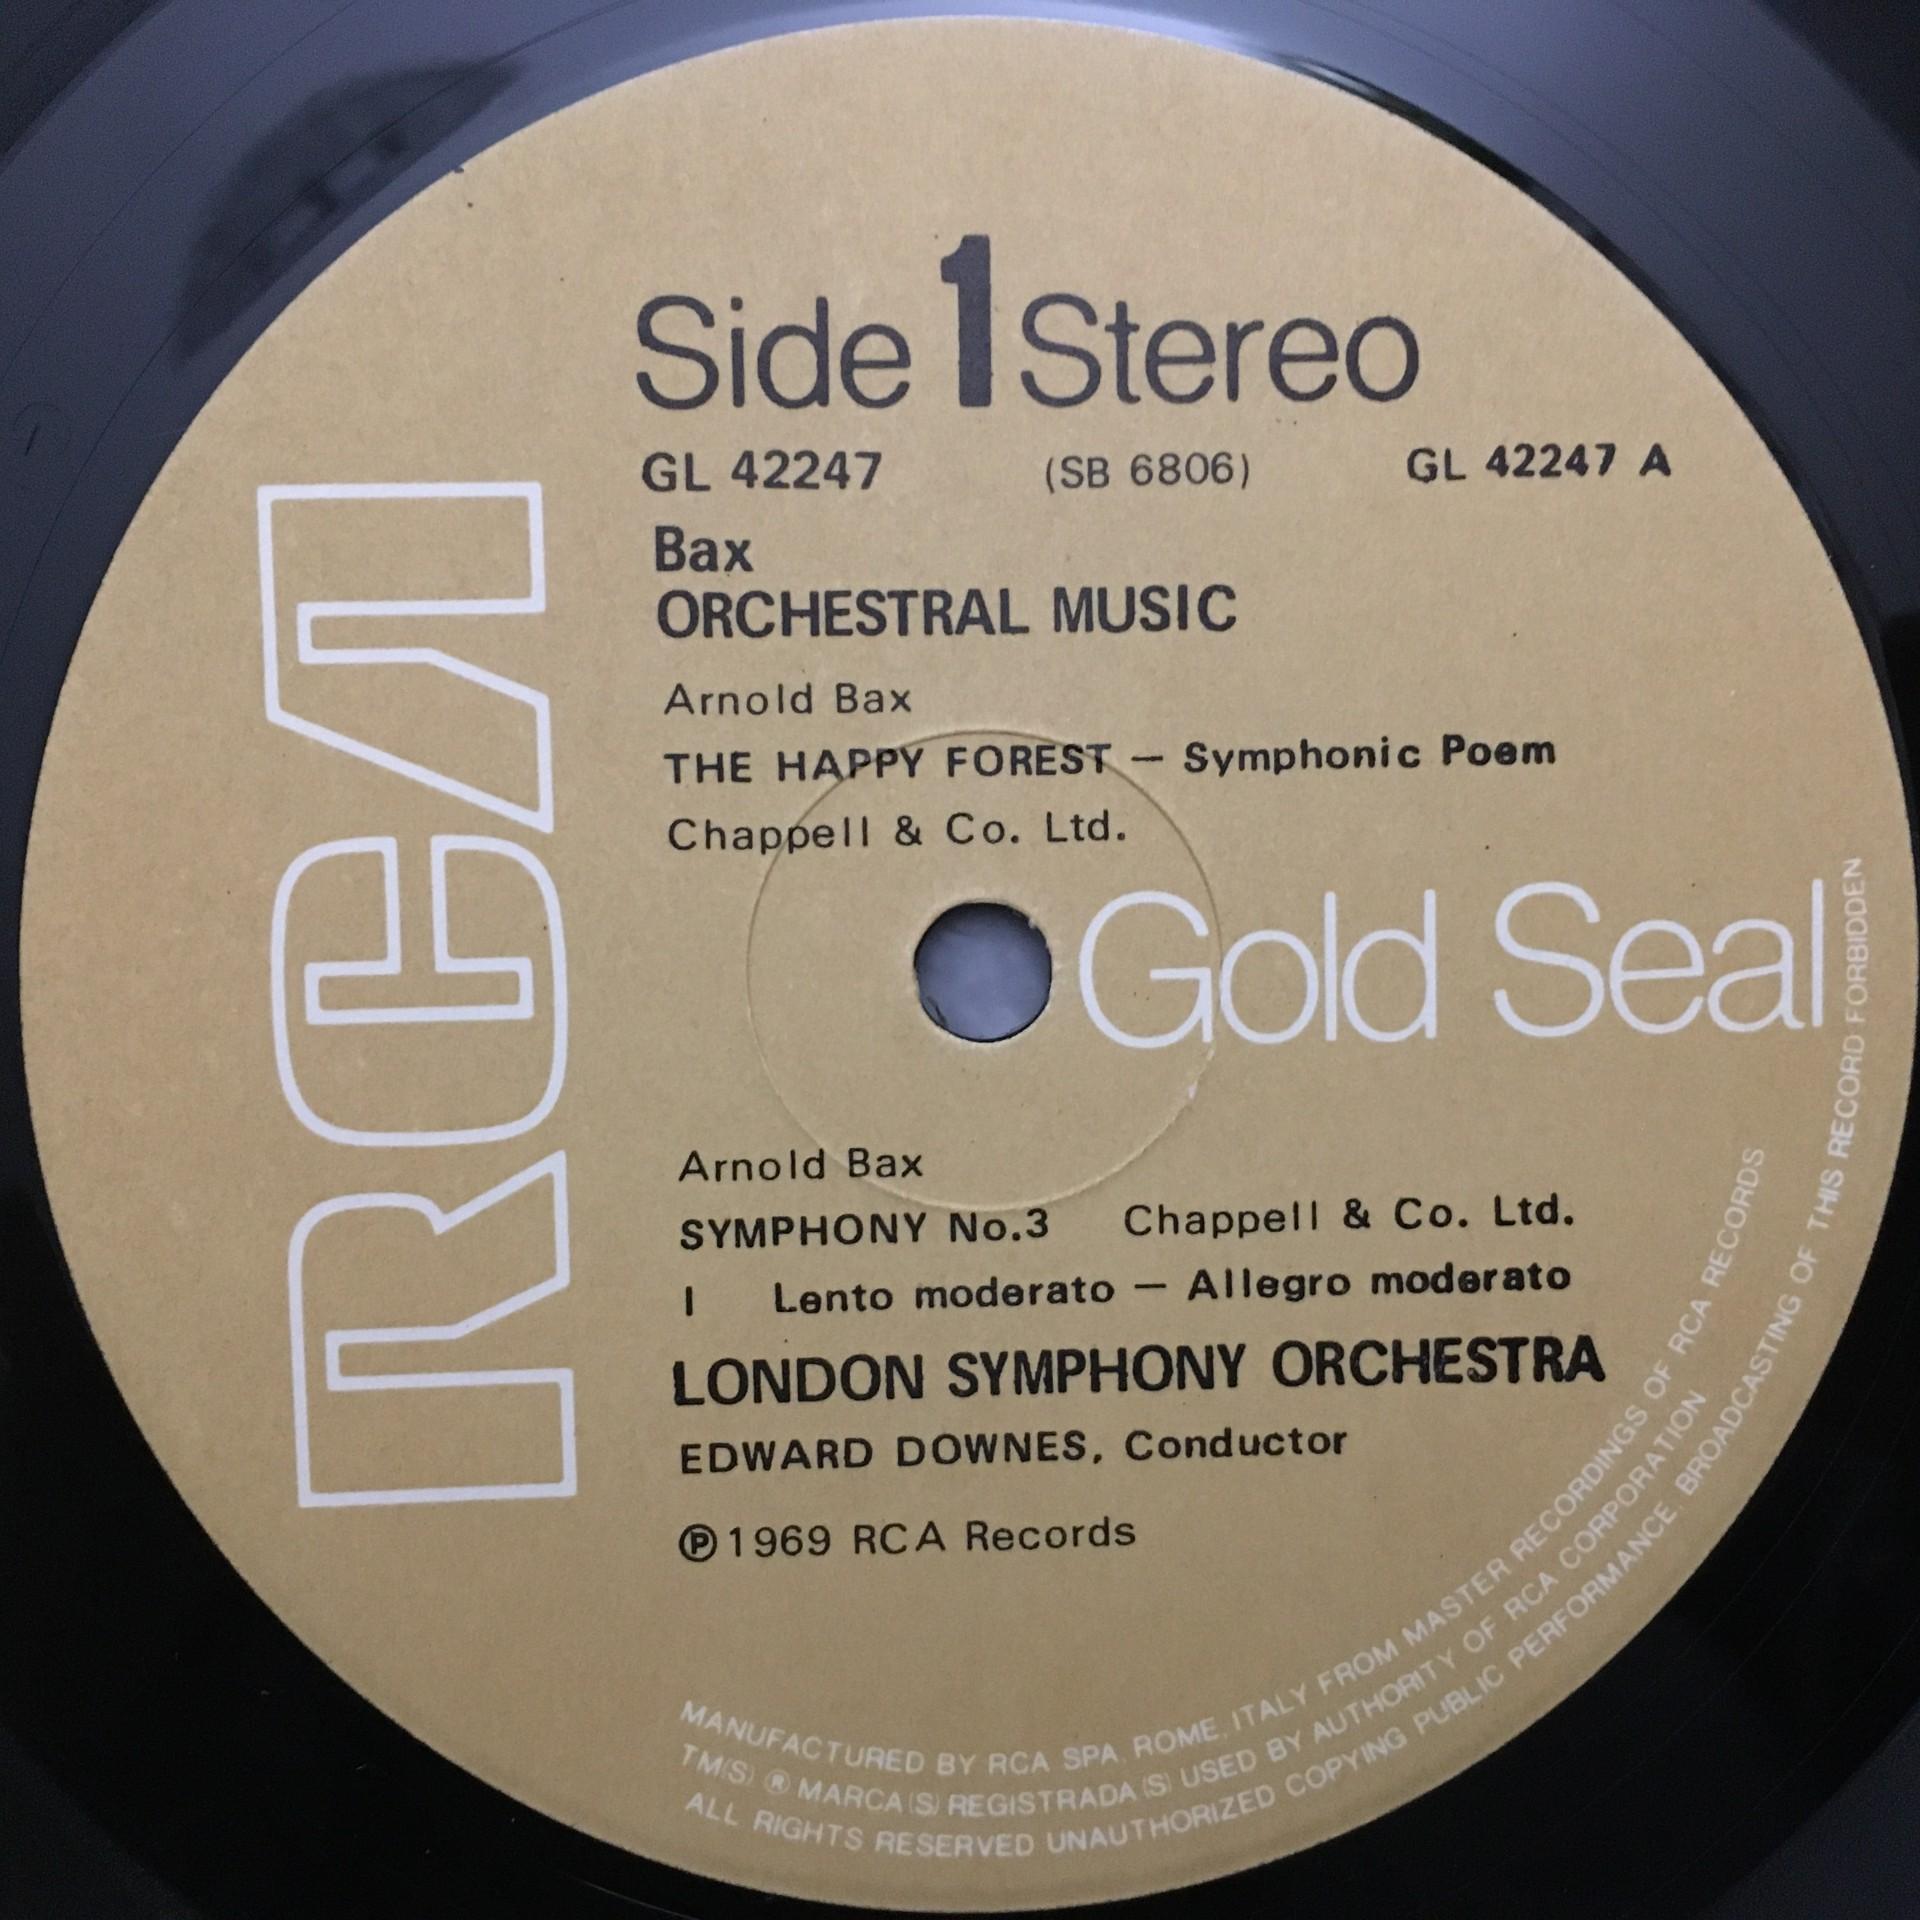 Side 1 Stereo
GL 42247 (SB 6806) GL 42247 A
Bax
ORCHESTRAL MUSIC
Arnold Bax
THE HAPPY FOREST — Symphonic Poem
Chappell & Co. Ltd.
RCA
Gold Seal
Arnold Bax
SYMPHONY No.3 Chappell & Co. Ltd.
I Lento moderato — Allegro moderato
LONDON SYMPHONY ORCHESTRA
EDWARD DOWNES, Conductor
℗1969 RCA Records
MANUFACTURED BY RCA SPA. ROME. ITALY FROM MASTER RECORDINGS OF RCA RECORDS
TM(S) ® MARCA(S) REGISTRADA(S) USED BY AUTHORITY OF RCA CORPORATION
ALL RIGHTS RESERVED UNAUTHORIZED COPYING PUBLIC PERFORMANCE. BROADCASTING OF THIS RECORD FORBIDDEN